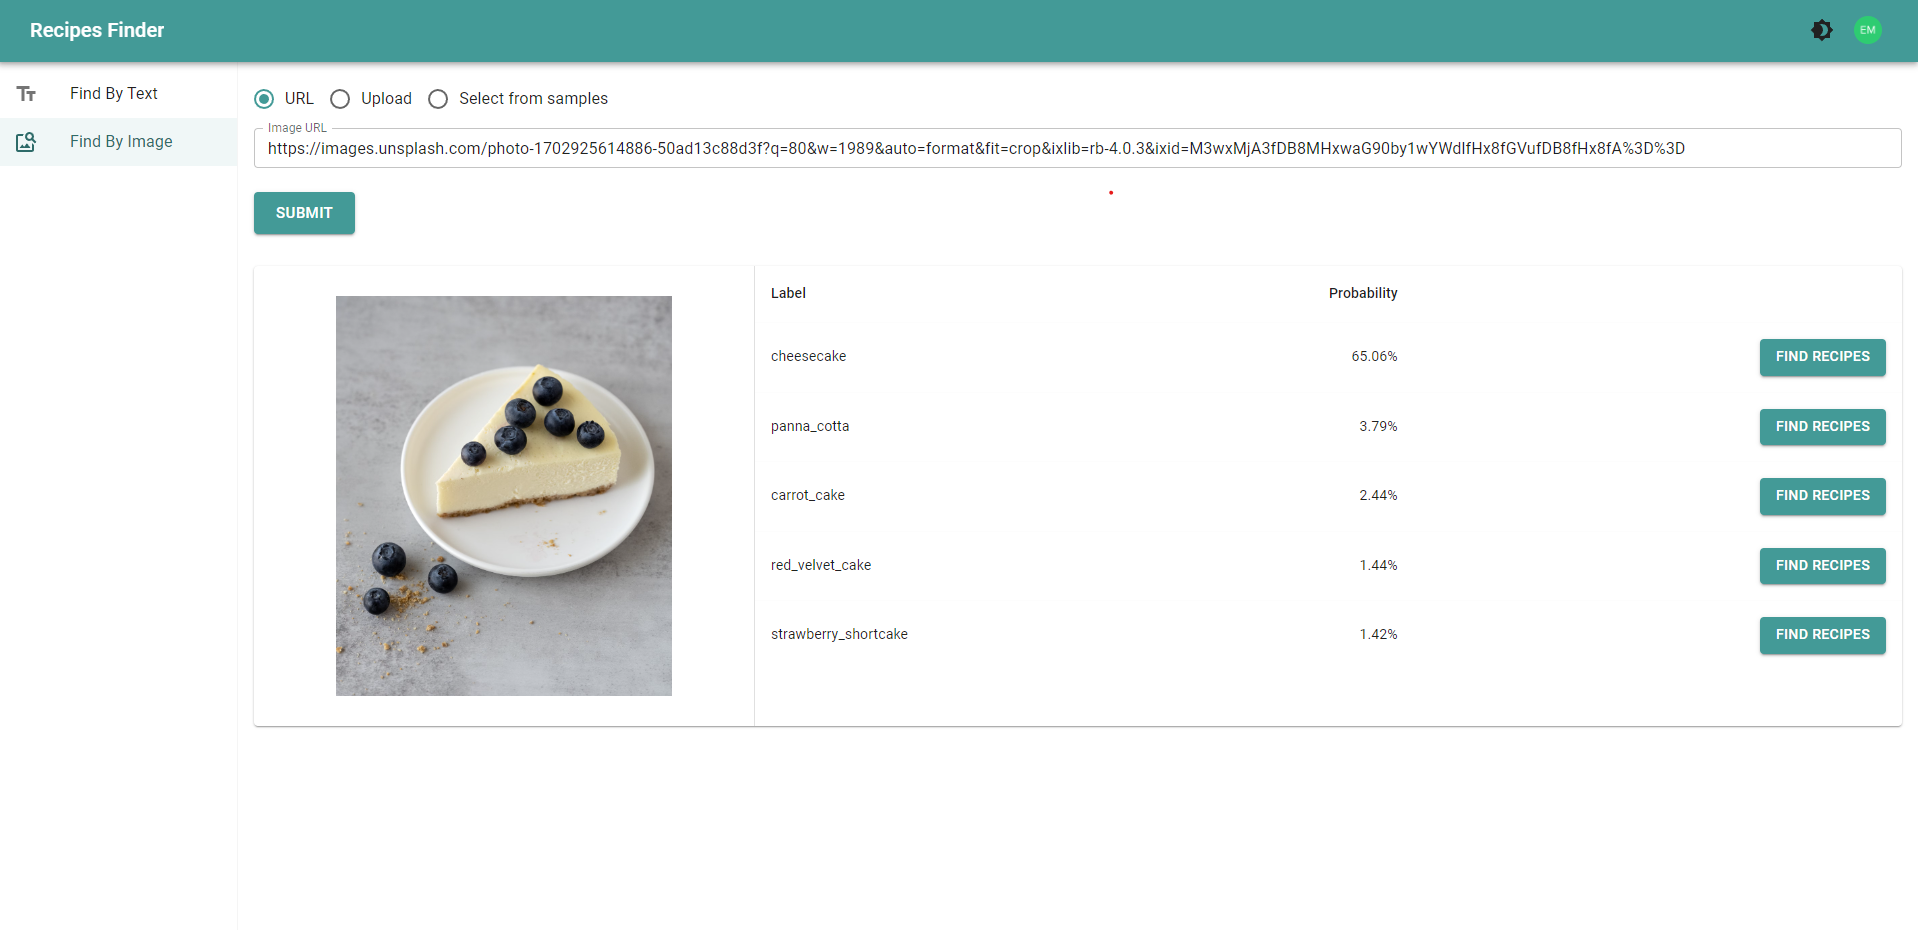 Recipes Finder
EM
Find By Text
Find By Image
URL Upload Select from samples
Image URL
https://images.unsplash.com/photo-1702925614886-50ad13c88d3f?q=80&w=1989&auto=format&fit=crop&ixlib=rb-4.0.3&ixid=M3wxMjA3fDB8MHxwaG90by1wYWdlfHx8fGVufDB8fHx8fA%3D%3D
SUBMIT
Label Probability
cheesecake 65.06% FIND RECIPES
panna_cotta 3.79% FIND RECIPES
carrot_cake 2.44% FIND RECIPES
red_velvet_cake 1.44% FIND RECIPES
strawberry_shortcake 1.42% FIND RECIPES